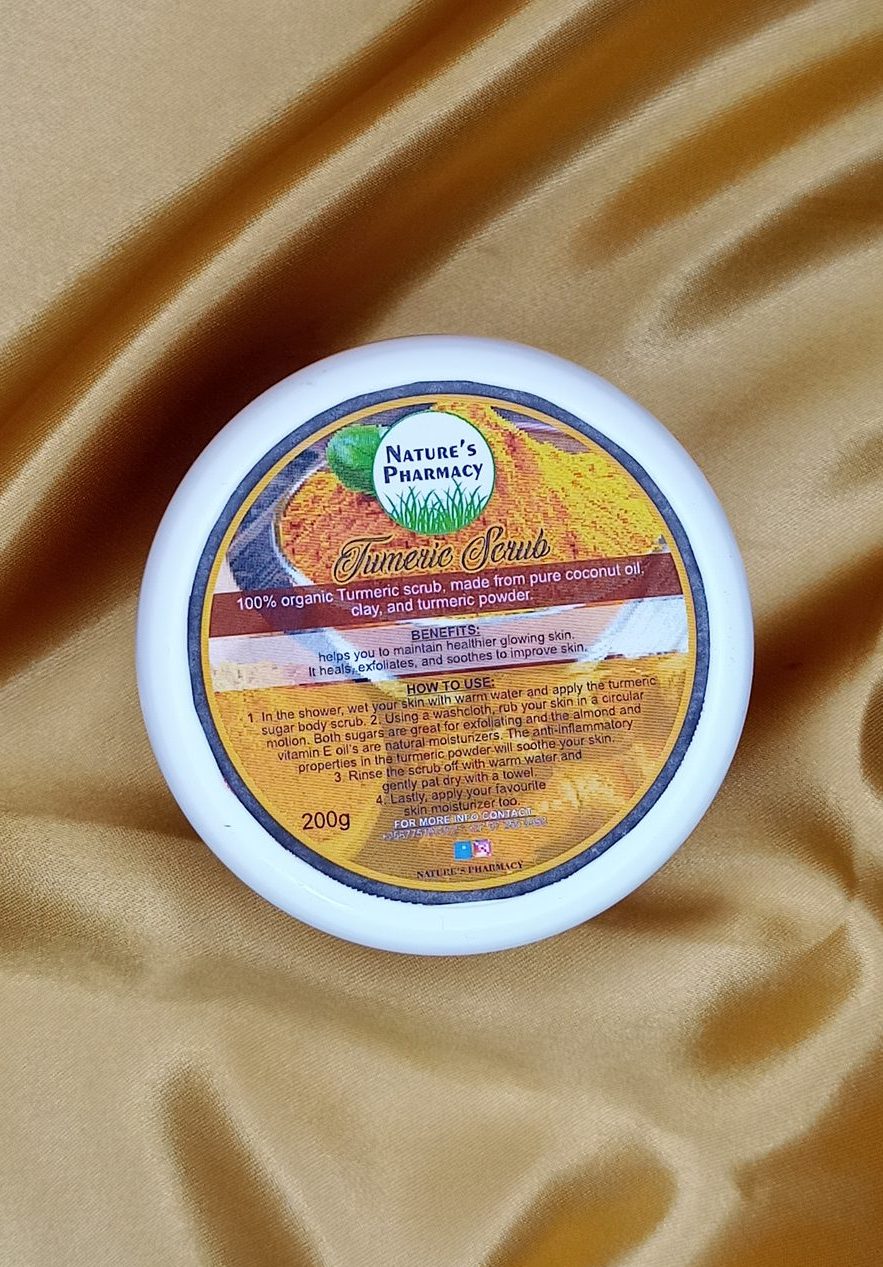 NATURE'S
PHARMACY
Tumeric Scrub
100% organic Turmeric scrub, made from pure coconut oil,
clay, and turmeric powder.
BENEFITS:
helps you to maintain healthier glowing skin.
It heals, exfoliates, and soothes to improve skin.
HOW TO USE:
1. In the shower, wet your skin with warm water and apply the turmeric
sugar body scrub. 2. Using a washcloth, rub your skin in a circular
motion. Both sugars are great for exfoliating and the almond and
vitamin E oil's are natural moisturizers. The anti-inflammatory
properties in the turmeric powder will soothe your skin.
3. Rinse the scrub off with warm water and
gently pat dry with a towel.
4. Lastly, apply your favourite
skin moisturizer too.
200g
FOR MORE INFO CONTACT
NATURE'S PHARMACY